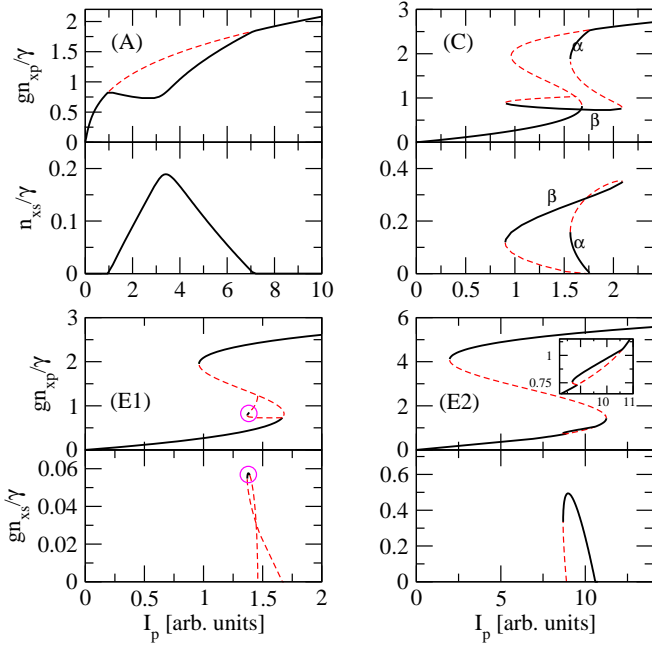 gn_xp/γ
2
1.5
1
0.5
0
(A)
3
2
1
0
(C)
α
β
n_xs/γ
0.2
0.1
0
0 2 4 6 8 10
0.4
0.3
0.2
0.1
0
β
α
0 0.5 1 1.5 2
gn_xp/γ
3
2
1
0
(E1)
6
4
2
0
(E2)
1
0.75
10 11
gn_xs/γ
0.06
0.04
0.02
0
0 0.5 1 1.5 2
I_p [arb. units]
0.6
0.4
0.2
0
0 5 10
I_p [arb. units]